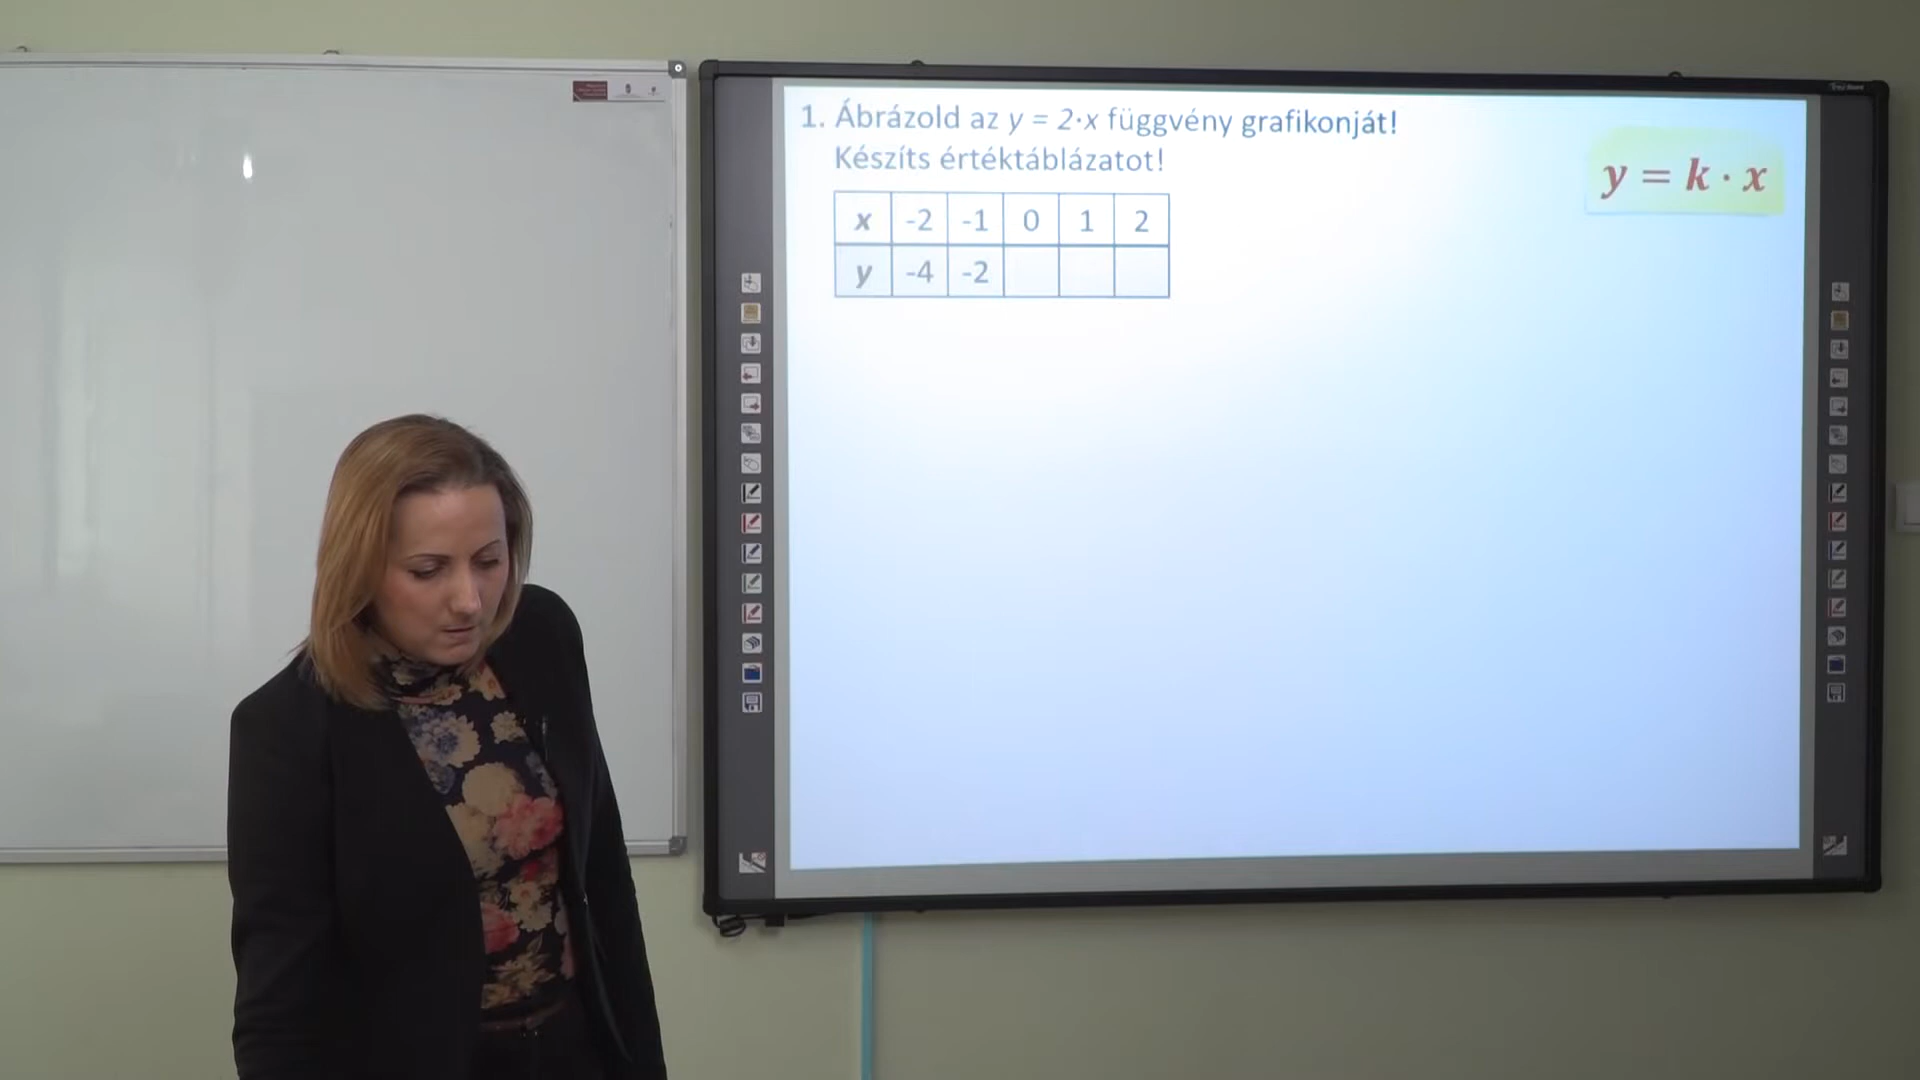 1. Ábrázold az y = 2·x függvény grafikonját!
Készíts értéktáblázatot!
y = k · x
x -2 -1 0 1 2
y -4 -2